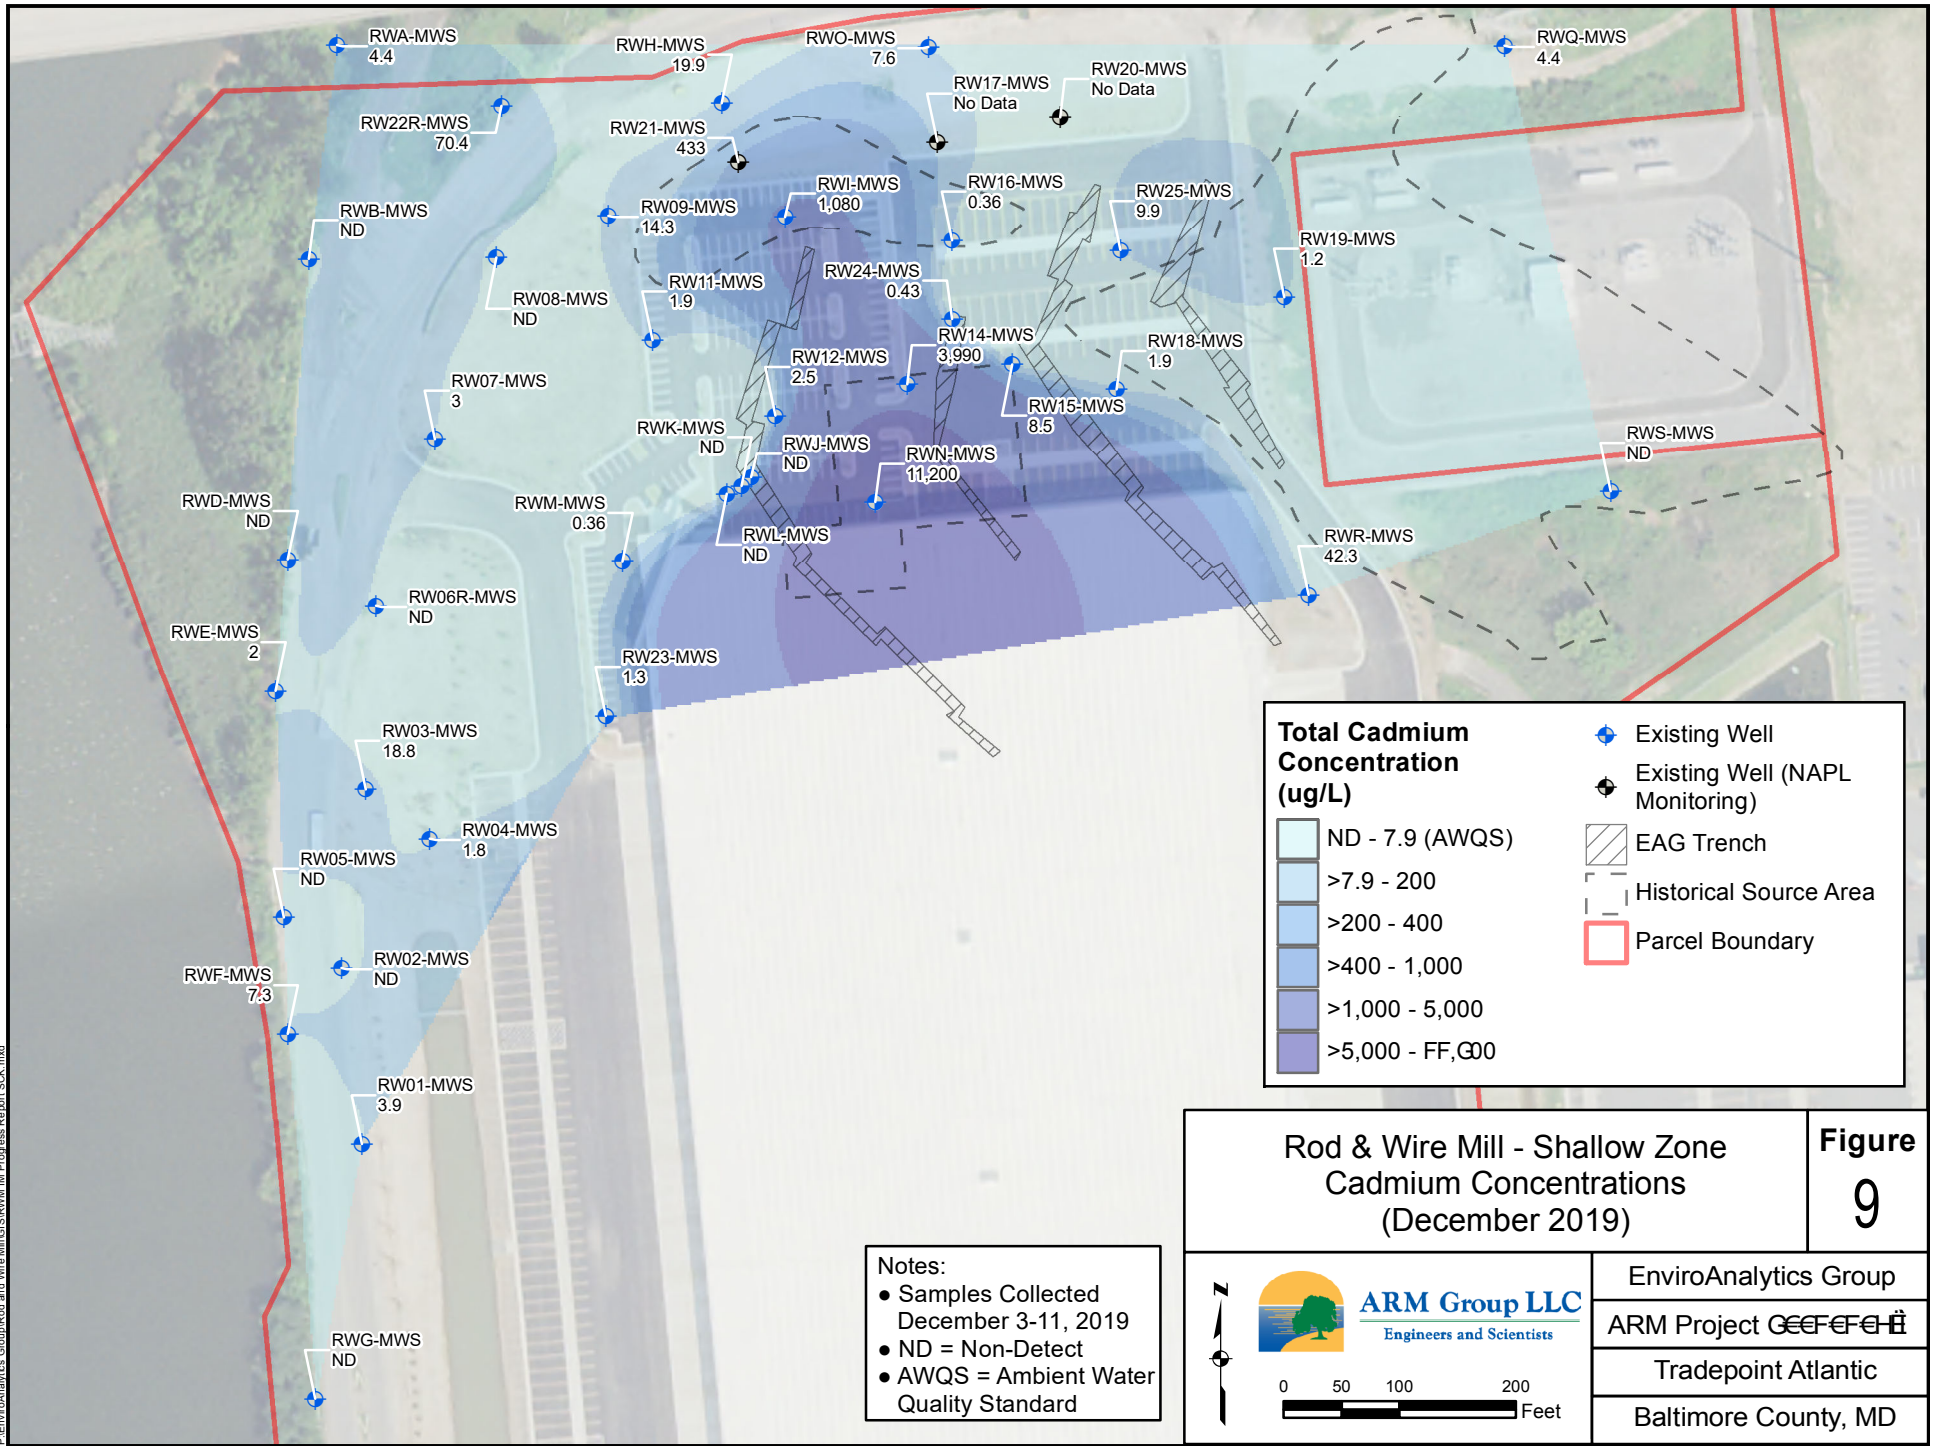 RWA-MWS
4.4
RWH-MWS
19.9
RWO-MWS
7.6
RWQ-MWS
4.4
RW17-MWS
No Data
RW20-MWS
No Data
RW22R-MWS
70.4
RW21-MWS
433
RWI-MWS
1,080
RW16-MWS
0.36
RW25-MWS
9.9
RWB-MWS
ND
RW09-MWS
14.3
RW19-MWS
1.2
RW24-MWS
0.43
RW11-MWS
1.9
RW08-MWS
ND
RW14-MWS
3,990
RW18-MWS
1.9
RW12-MWS
2.5
RW07-MWS
3
RW15-MWS
8.5
RWK-MWS
ND
RWJ-MWS
ND
RWN-MWS
11,200
RWS-MWS
ND
RWD-MWS
ND
RWM-MWS
0.36
RWL-MWS
ND
RWR-MWS
42.3
RW06R-MWS
ND
RWE-MWS
2
RW23-MWS
1.3
RW03-MWS
18.8
RW04-MWS
1.8
RW05-MWS
ND
RW02-MWS
ND
RWF-MWS
7.3
RW01-MWS
3.9
RWG-MWS
ND
Total Cadmium
Concentration
(ug/L)
ND - 7.9 (AWQS)
>7.9 - 200
>200 - 400
>400 - 1,000
>1,000 - 5,000
>5,000 - FF,G00
Existing Well
Existing Well (NAPL
Monitoring)
EAG Trench
Historical Source Area
Parcel Boundary
Notes:
● Samples Collected
December 3-11, 2019
● ND = Non-Detect
● AWQS = Ambient Water
Quality Standard
Rod & Wire Mill - Shallow Zone
Cadmium Concentrations
(December 2019)
Figure
9
N
ARM Group LLC
Engineers and Scientists
0 50 100 200
Feet
EnviroAnalytics Group
ARM Project
Tradepoint Atlantic
Baltimore County, MD